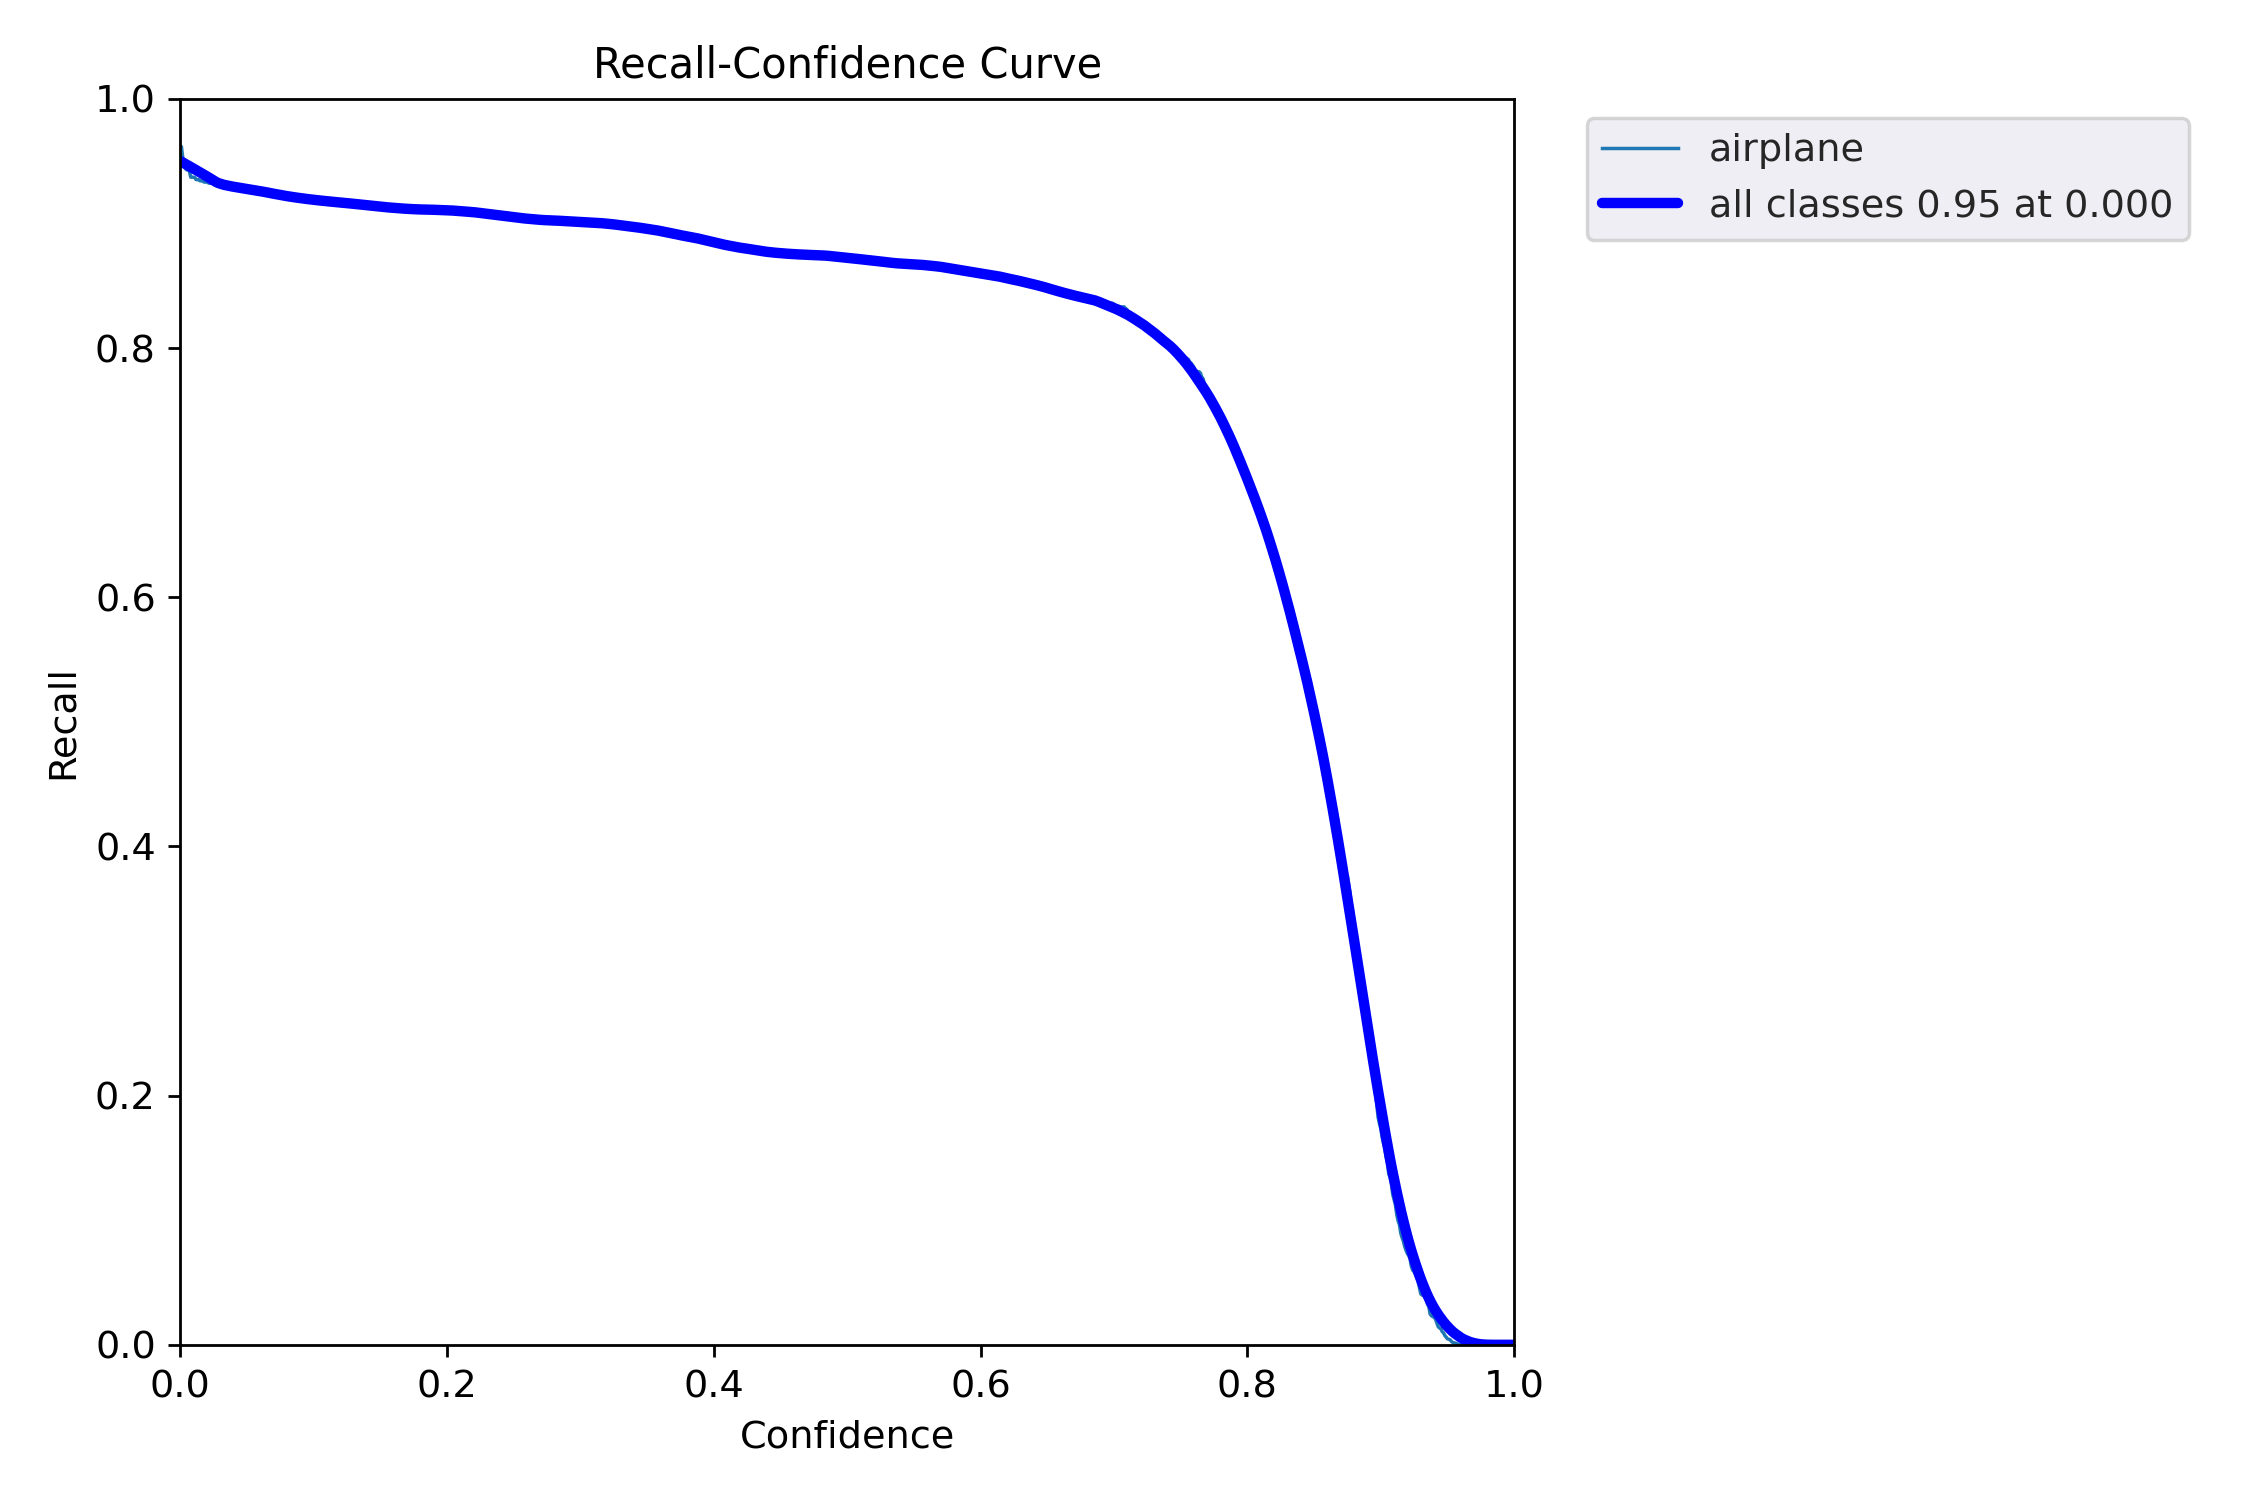 Recall-Confidence Curve
1.0
0.8
0.6
0.4
0.2
0.0
Recall
0.0 0.2 0.4 0.6 0.8 1.0
Confidence
airplane
all classes 0.95 at 0.000